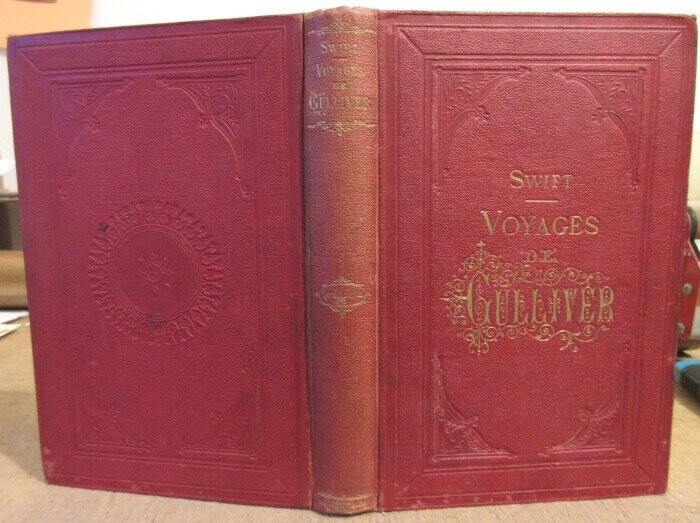 SWIFT
VOYAGES
DE
GULLIVER
SWIFT
VOYAGES
DE
GULLIVER